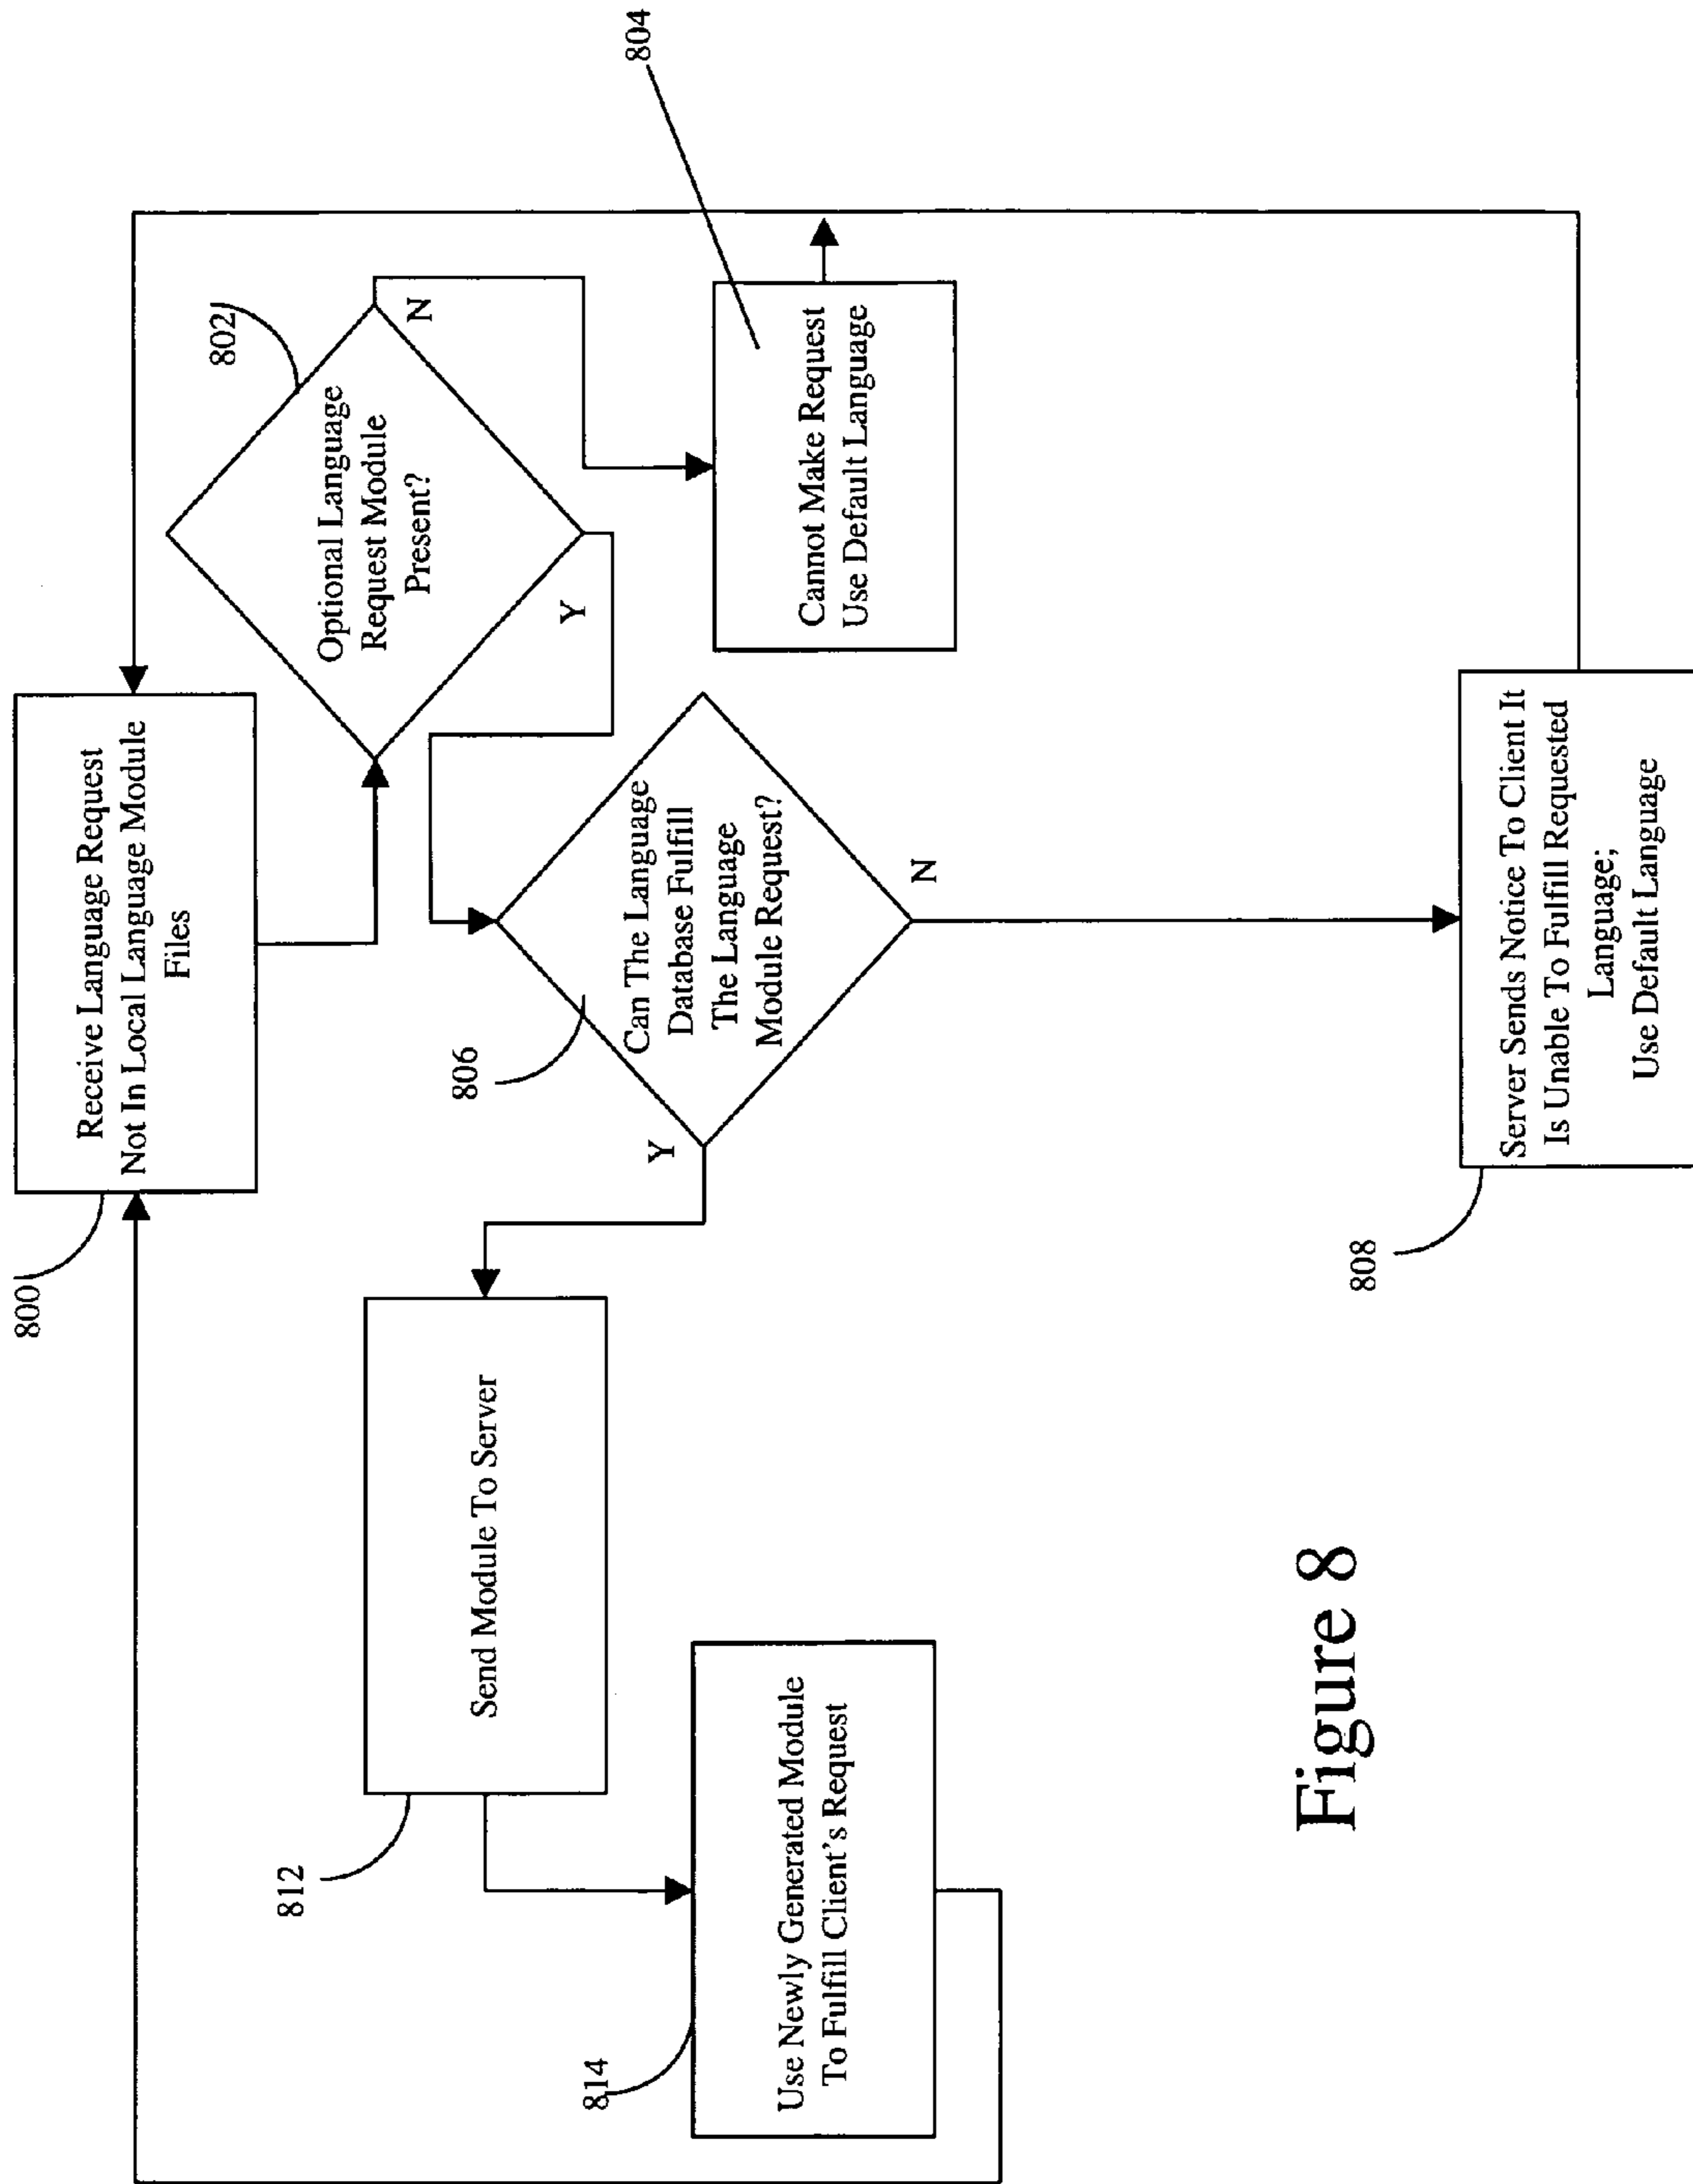 800
Receive Language Request
Not In Local Language Module
Files
802
Optional Language
Request Module
Present?
N
Y
804
Cannot Make Request
Use Default Language
806
Can The Language
Database Fulfill
The Language
Module Request?
Y
N
808
Server Sends Notice To Client It
Is Unable To Fulfill Requested
Language;
Use Default Language
812
Send Module To Server
814
Use Newly Generated Module
To Fulfill Client's Request
Figure 8